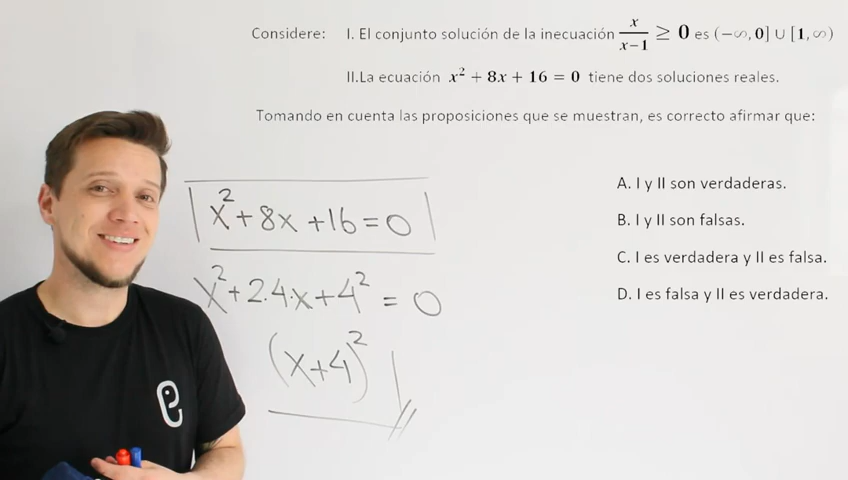 Considere: I. El conjunto solución de la inecuación x/(x−1) ≥ 0 es (−∞, 0] ∪ [1, ∞)
II.La ecuación x² + 8x + 16 = 0 tiene dos soluciones reales.
Tomando en cuenta las proposiciones que se muestran, es correcto afirmar que:
A. I y II son verdaderas.
B. I y II son falsas.
C. I es verdadera y II es falsa.
D. I es falsa y II es verdadera.
x² + 8x + 16 = 0
x² + 2·4·x + 4² = 0
(x+4)²
e